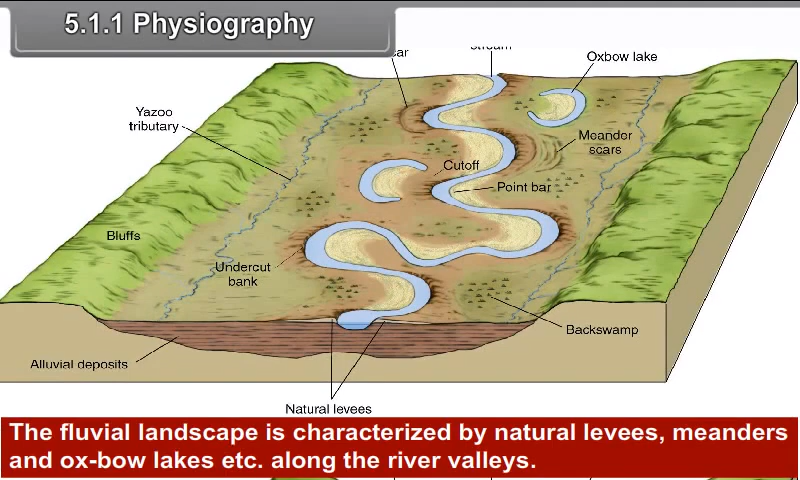 5.1.1 Physiography
Oxbow lake
Yazoo
tributary
Meander
scars
Cutoff
Point bar
Bluffs
Undercut
bank
Backswamp
Alluvial deposits
Natural levees
The fluvial landscape is characterized by natural levees, meanders
and ox-bow lakes etc. along the river valleys.